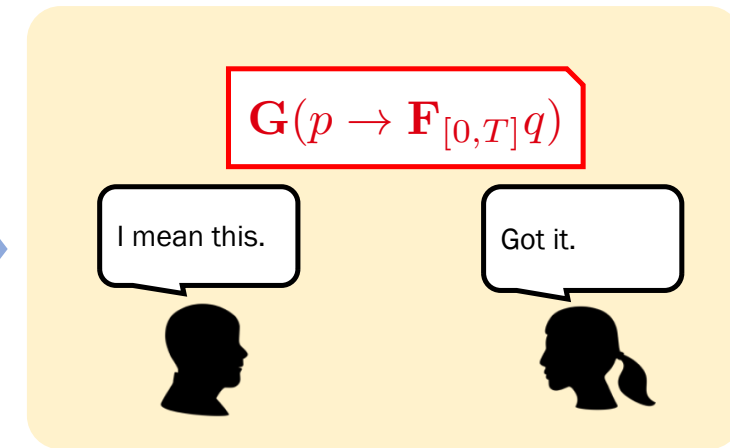 G(p → F[0,T]q)
I mean this.
Got it.